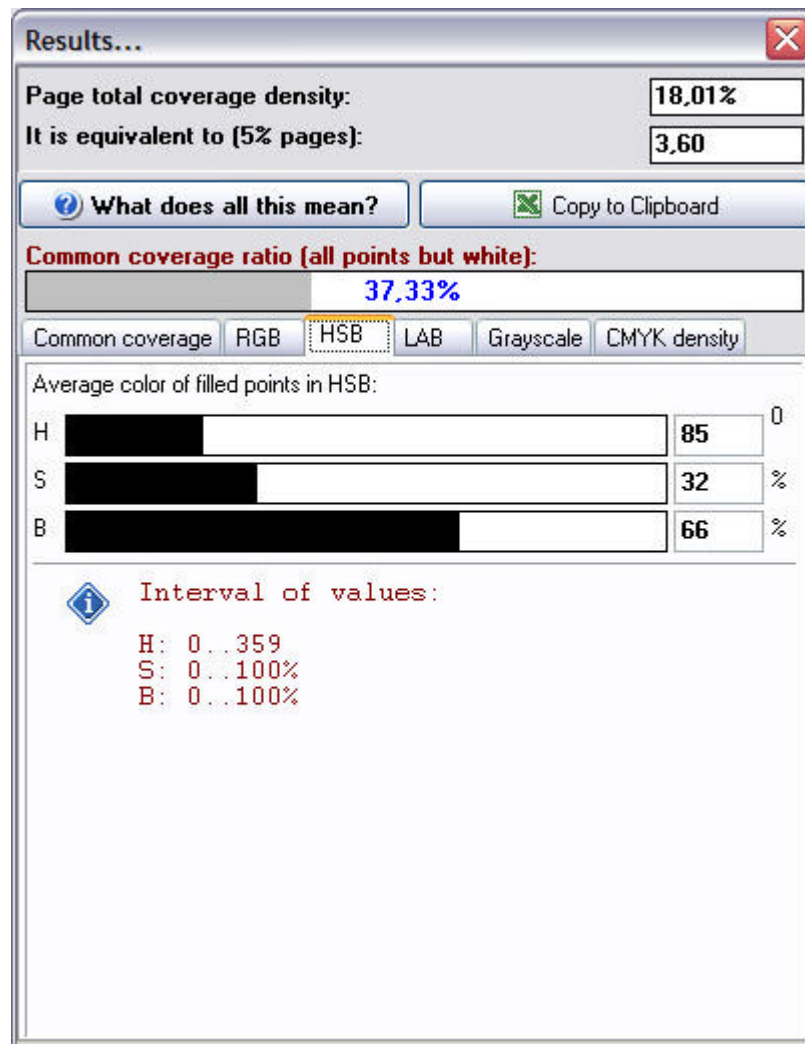 Results...
Page total coverage density: 18,01%
It is equivalent to (5% pages): 3,60
What does all this mean? Copy to Clipboard
Common coverage ratio (all points but white):
37,33%
Common coverage RGB HSB LAB Grayscale CMYK density
Average color of filled points in HSB:
H 85 0
S 32 %
B 66 %
Interval of values:
H: 0..359
S: 0..100%
B: 0..100%